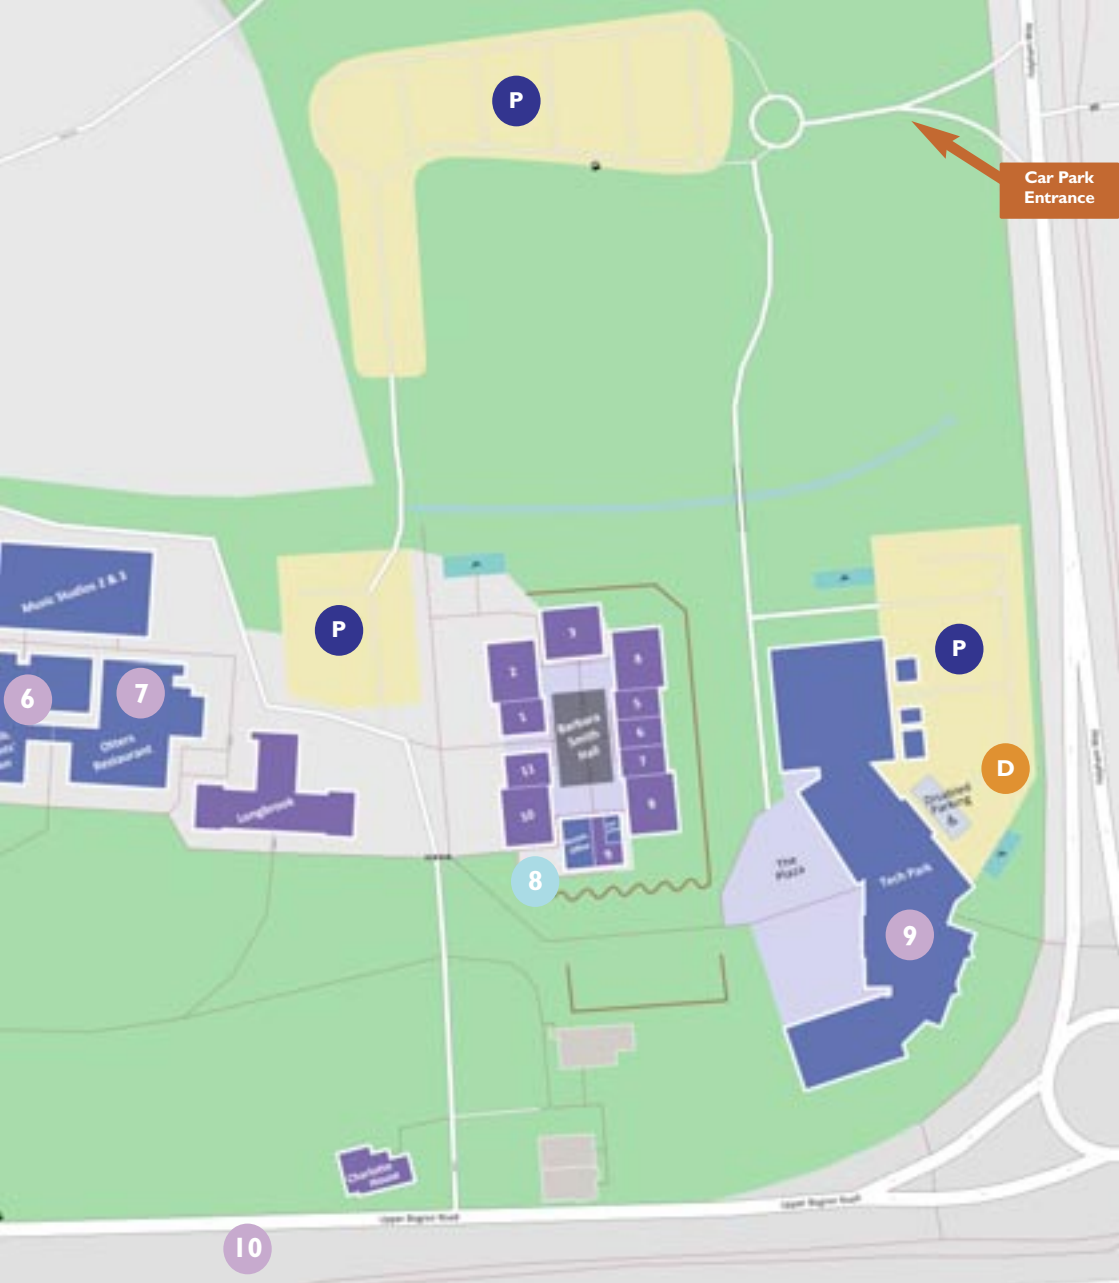 P
Car Park
Entrance
Music Studios 2 & 3
P
P
3
2
4
1
5
6
7
11
8
10
9
Barbara
Smith
Hall
6
7
Otters
Restaurant
Longbrook
D
Disabled
Parking
The
Plaza
Tech Park
8
9
Charlotte
House
Upper Bognor Road
Upper Bognor Road
10